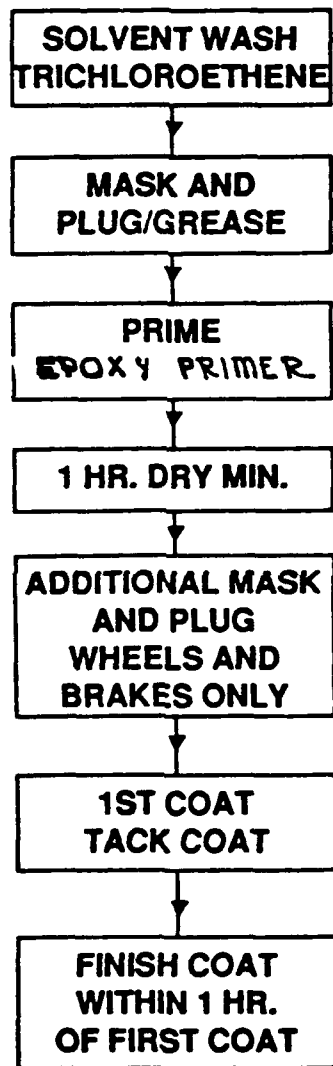 SOLVENT WASH
TRICHLOROETHENE
MASK AND
PLUG/GREASE
PRIME
EPOXY PRIMER
1 HR. DRY MIN.
ADDITIONAL MASK
AND PLUG
WHEELS AND
BRAKES ONLY
1ST COAT
TACK COAT
FINISH COAT
WITHIN 1 HR.
OF FIRST COAT